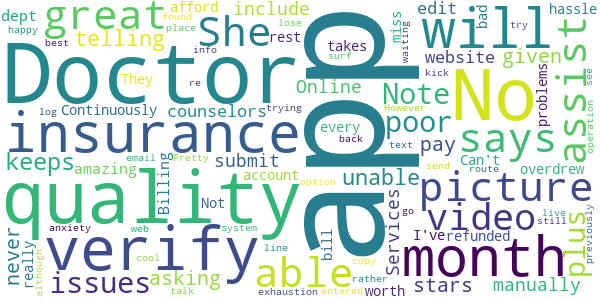 dept
found
afford
include
edit
bad
hassle
happy
great
She
will
miss
lose
try
best
place
telling
rest
takes
website
given
assist
info
They
surf
waiting
Doctor
app
No
re
trying
Online
Note
problems
Continuously
counselors
kick
see
log
insurance
every
poor
says
However
back
operation
keeps
email
Pretty
submit
text
pay
Can't
overdrew
amazing
account
unable
send
route
quality
Not
Billing
option
picture
plus
never
really
web
system
bill
Services
go
video
live
still
previously
anxiety
line
I've
refunded
verify
able
copy
month
although
issues
cool
asking
rather
stars
manually
talk
exhaustion
entered
worth